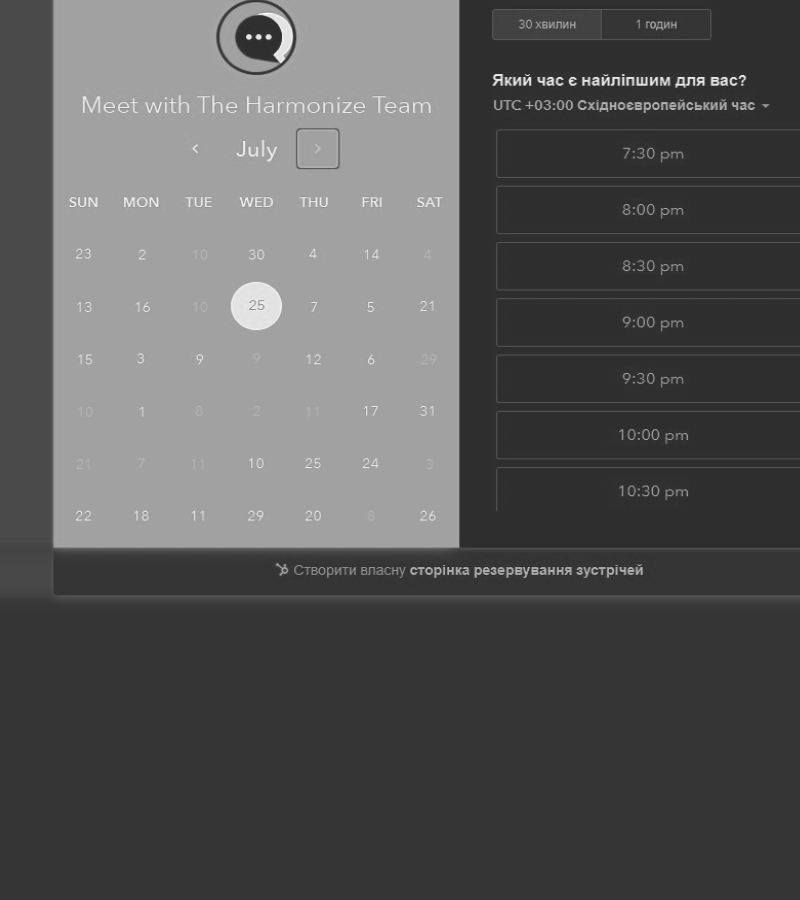 Meet with The Harmonize Team
July
SUN MON TUE WED THU FRI SAT
23 2 10 30 4 14 4
13 16 10 25 7 5 21
15 3 9 9 12 6 29
10 1 8 2 11 17 31
21 7 11 10 25 24 3
22 18 11 29 20 8 26
30 хвилин 1 годин
Який час є найліпшим для вас?
UTC +03:00 Східноєвропейський час
7:30 pm
8:00 pm
8:30 pm
9:00 pm
9:30 pm
10:00 pm
10:30 pm
Створити власну сторінка резервування зустрічей